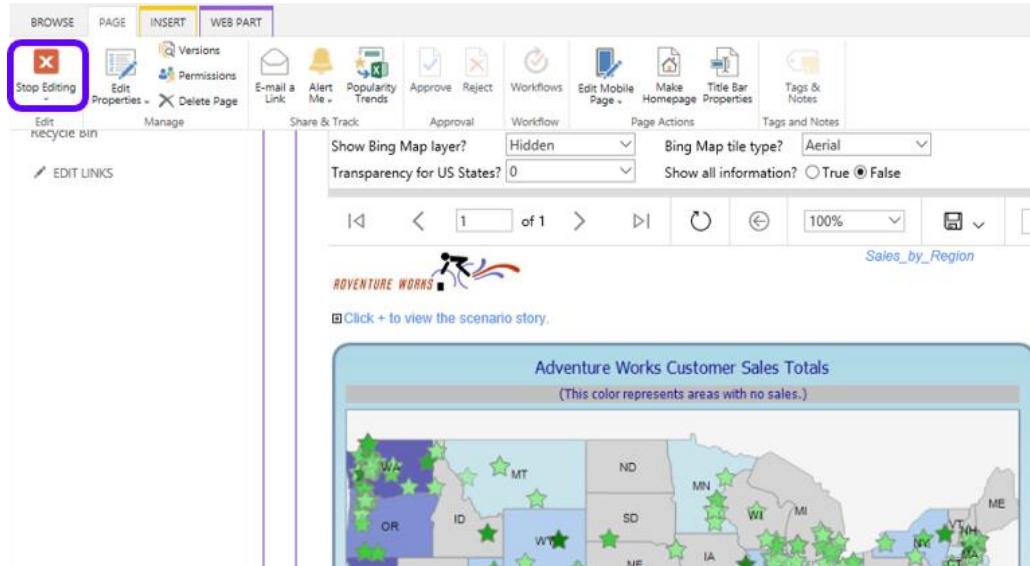 BROWSE PAGE INSERT WEB PART
Stop Editing
Edit Properties
Versions
Permissions
Delete Page
E-mail a Link
Alert Me
Popularity Trends
Approve
Reject
Workflows
Edit Mobile Page
Make Homepage
Title Bar Properties
Tags & Notes
Edit Manage Share & Track Approval Workflow Page Actions Tags and Notes
Recycle Bin
EDIT LINKS
Show Bing Map layer? Hidden Bing Map tile type? Aerial
Transparency for US States? 0 Show all information? True False
1 of 1 100%
Sales_by_Region
ADVENTURE WORKS
Click + to view the scenario story.
Adventure Works Customer Sales Totals
(This color represents areas with no sales.)
WA MT ND MN WI MI VT NH ME
OR ID WY SD NY MA
NE IA CT